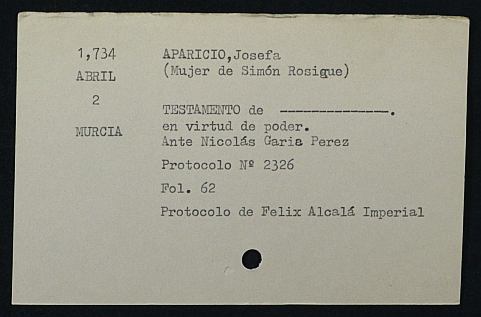 1,734
ABRIL
2
MURCIA
APARICIO,Josefa
(Mujer de Simón Rosique)
TESTAMENTO de -------------.
en virtud de poder.
Ante Nicolás Garia Perez
Protocolo Nº 2326
Fol. 62
Protocolo de Felix Alcalá Imperial